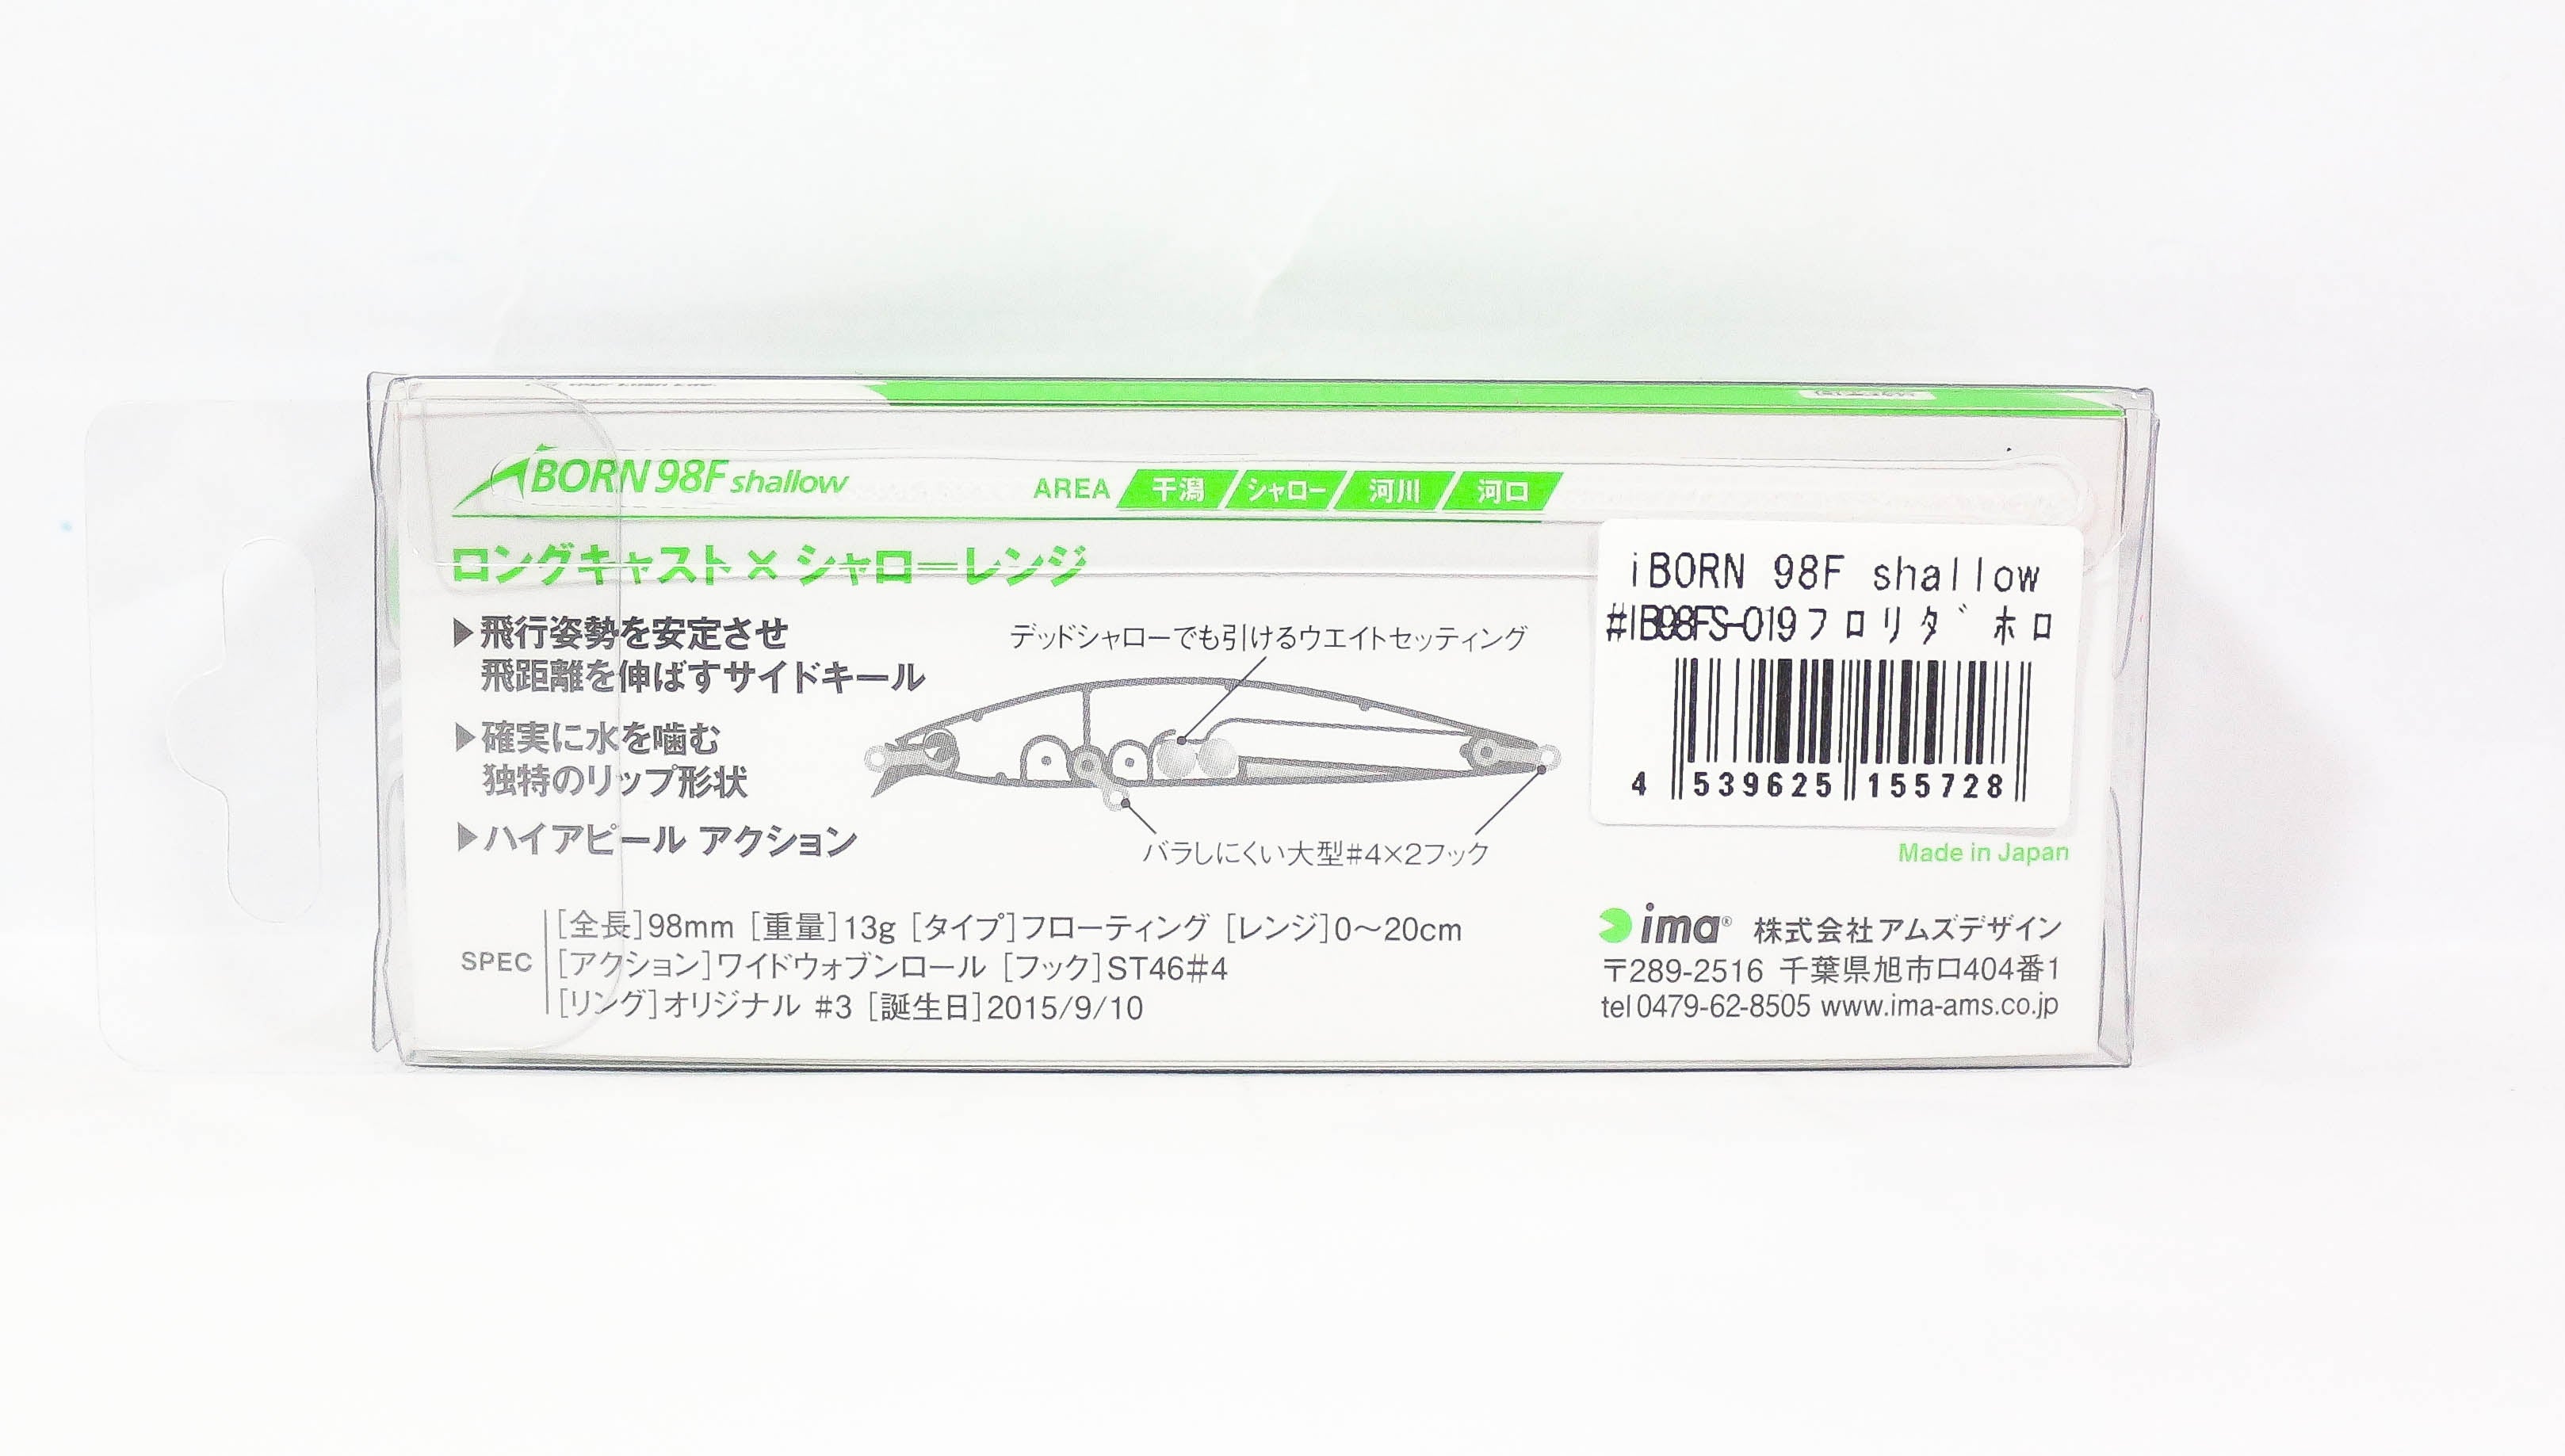 BORN 98F shallow
AREA 干潟 シャロー 河川 河口
ロングキャスト×シャローレンジ
▶飛行姿勢を安定させ
飛距離を伸ばすサイドキール
▶確実に水を噛む
独特のリップ形状
▶ハイアピール アクション
デッドシャローでも引けるウエイトセッティング
バラしにくい大型#4×2フック
iBORN 98F shallow
#IB98FS-019フロリダ゛ホロ
4 539625 155728
Made in Japan
SPEC
[全長]98mm [重量]13g [タイプ]フローティング [レンジ]0〜20cm
[アクション]ワイドウォブンロール [フック]ST46#4
[リング]オリジナル #3 [誕生日]2015/9/10
ima® 株式会社アムズデザイン
〒289-2516 千葉県旭市ロ404番1
tel 0479-62-8505 www.ima-ams.co.jp